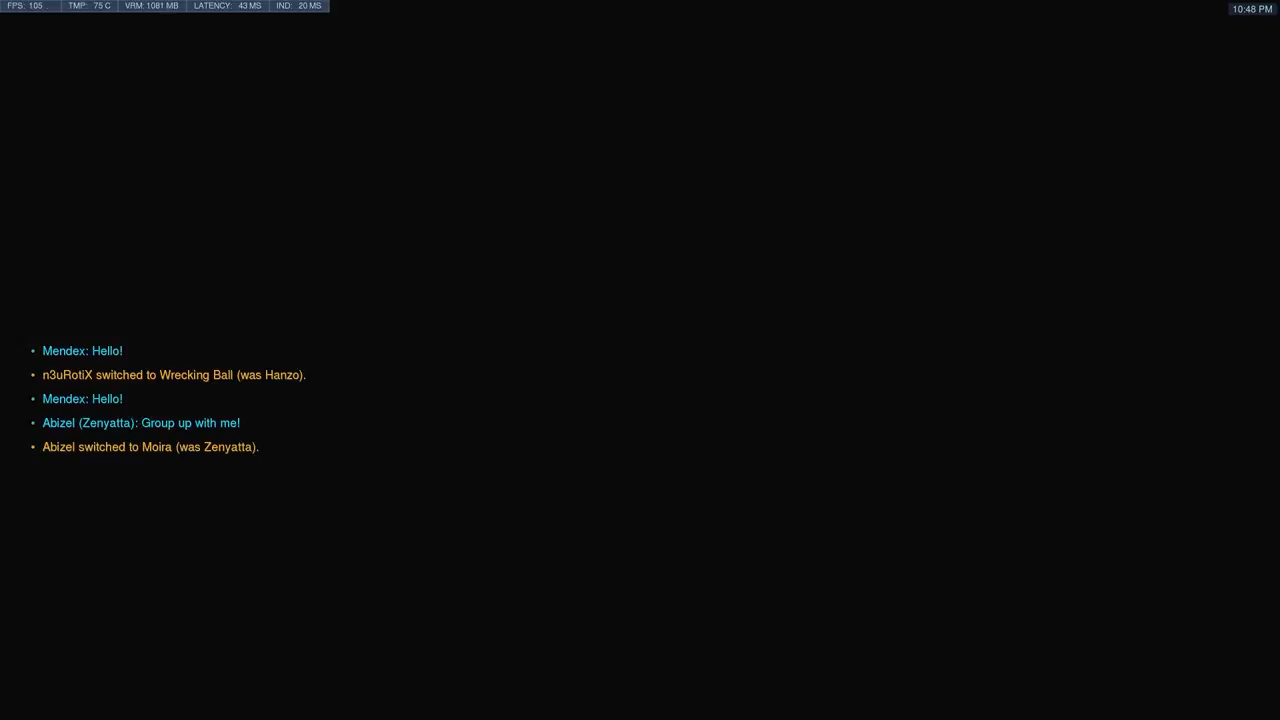 FPS: 105 TMP: 75 C VRM: 1081 MB LATENCY: 43 MS IND: 20 MS
10:48 PM
• Mendex: Hello!
• n3uRotiX switched to Wrecking Ball (was Hanzo).
• Mendex: Hello!
• Abizel (Zenyatta): Group up with me!
• Abizel switched to Moira (was Zenyatta).